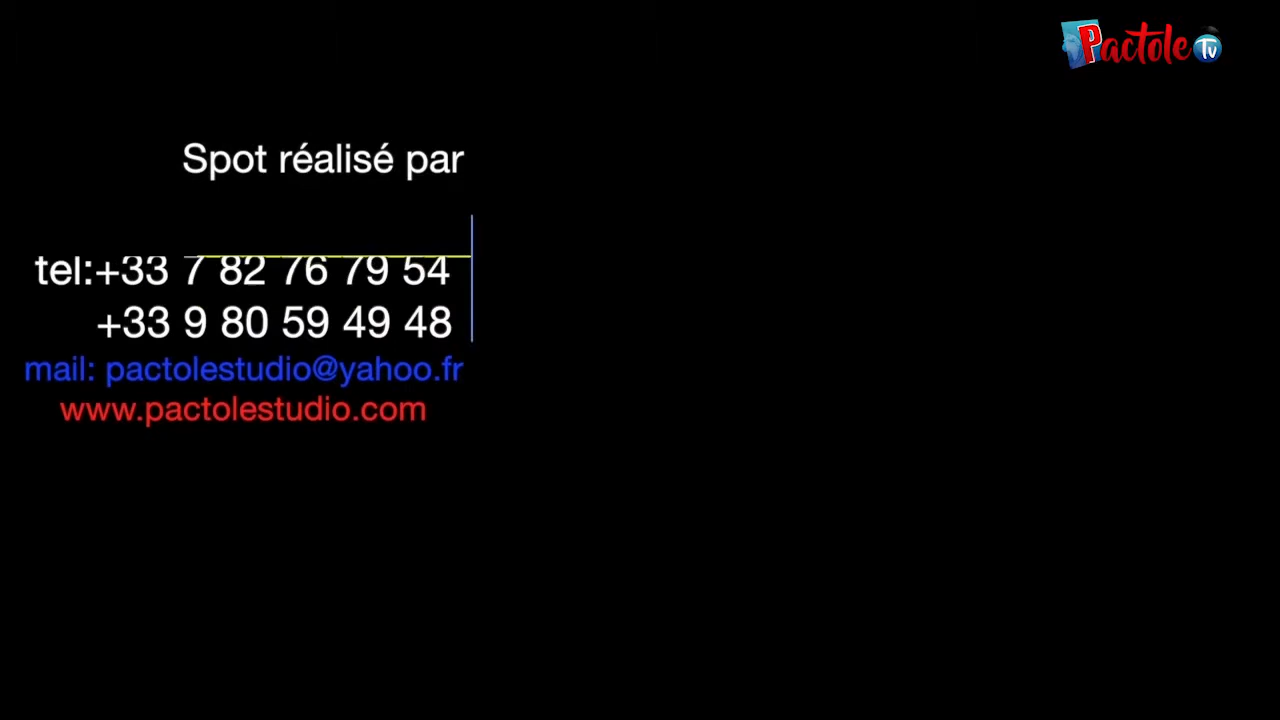 Pactole Tv
Spot réalisé par
tel:+33 7 82 76 79 54
+33 9 80 59 49 48
mail: pactolestudio@yahoo.fr
www.pactolestudio.com